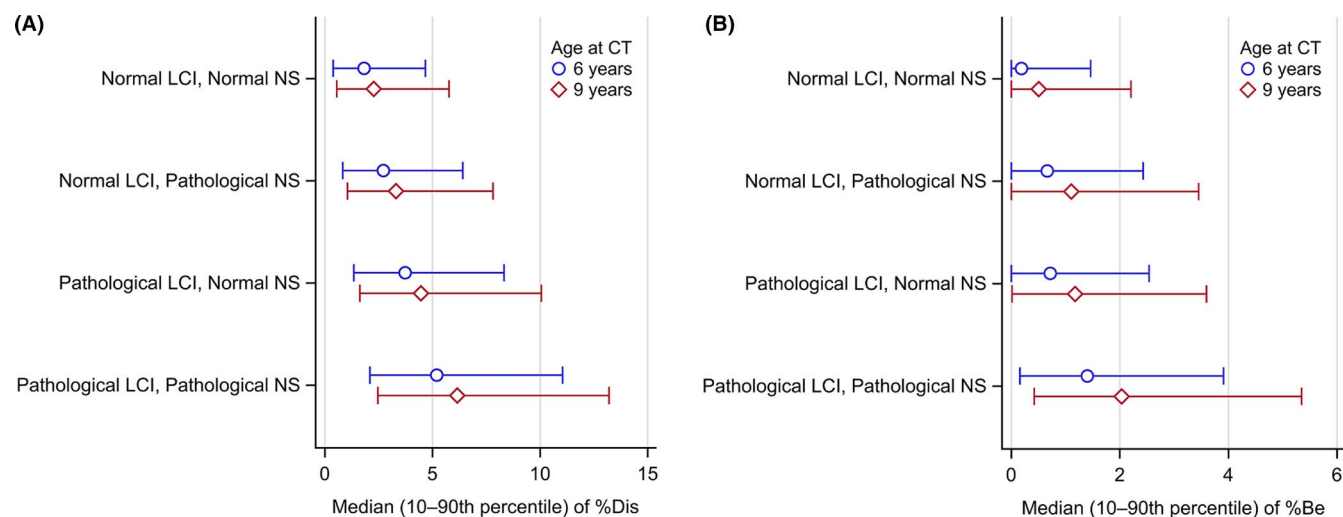 (A)
Age at CT
6 years
9 years
Normal LCI, Normal NS
Normal LCI, Pathological NS
Pathological LCI, Normal NS
Pathological LCI, Pathological NS
0 5 10 15
Median (10–90th percentile) of %Dis
(B)
Age at CT
6 years
9 years
Normal LCI, Normal NS
Normal LCI, Pathological NS
Pathological LCI, Normal NS
Pathological LCI, Pathological NS
0 2 4 6
Median (10–90th percentile) of %Be